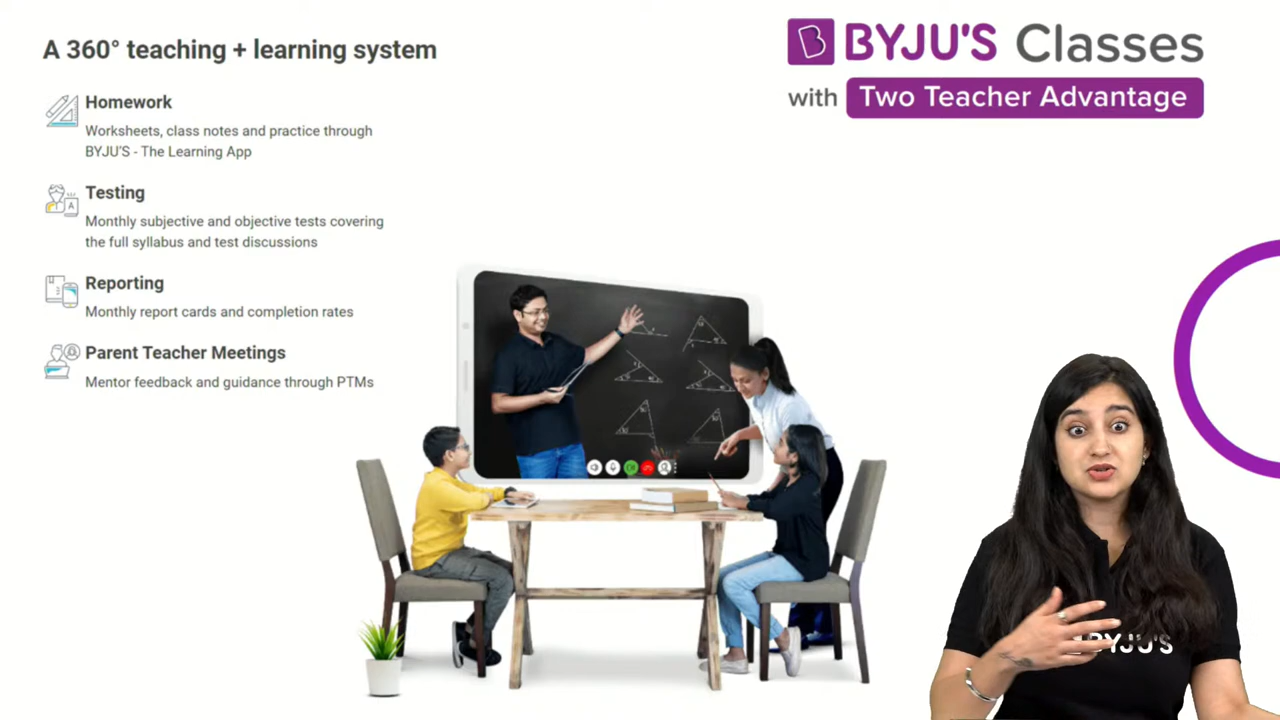 A 360° teaching + learning system
Homework
Worksheets, class notes and practice through
BYJU'S - The Learning App
Testing
Monthly subjective and objective tests covering
the full syllabus and test discussions
Reporting
Monthly report cards and completion rates
Parent Teacher Meetings
Mentor feedback and guidance through PTMs
BYJU'S Classes
with Two Teacher Advantage
BYJU'S